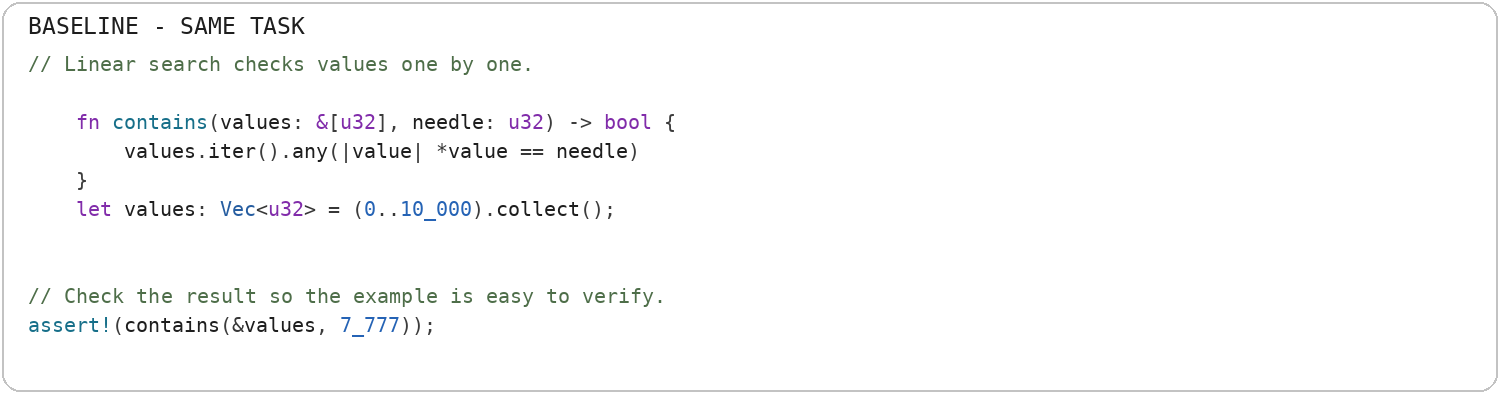 BASELINE - SAME TASK
// Linear search checks values one by one.
fn contains(values: &[u32], needle: u32) -> bool {
values.iter().any(|value| *value == needle)
}
let values: Vec<u32> = (0..10_000).collect();
// Check the result so the example is easy to verify.
assert!(contains(&values, 7_777));